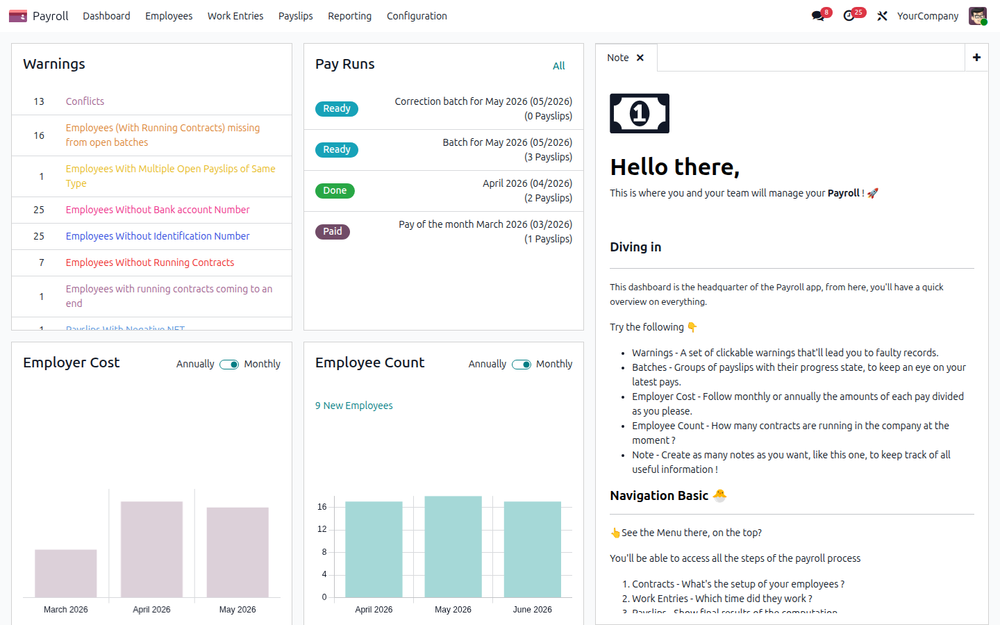 Payroll Dashboard Employees Work Entries Payslips Reporting Configuration 8 25 YourCompany
Warnings
13 Conflicts
16 Employees (With Running Contracts) missing
from open batches
1 Employees With Multiple Open Payslips of Same
Type
25 Employees Without Bank account Number
25 Employees Without Identification Number
7 Employees Without Running Contracts
1 Employees with running contracts coming to an
end
1 Payslips With Negative NET
Pay Runs All
Ready Correction batch for May 2026 (05/2026)
(0 Payslips)
Ready Batch for May 2026 (05/2026)
(3 Payslips)
Done April 2026 (04/2026)
(2 Payslips)
Paid Pay of the month March 2026 (03/2026)
(1 Payslips)
Employer Cost Annually Monthly
March 2026 April 2026 May 2026
Employee Count Annually Monthly
9 New Employees
16
12
8
4
0
April 2026 May 2026 June 2026
Note
1
Hello there,
This is where you and your team will manage your Payroll ! 🚀
Diving in
This dashboard is the headquarter of the Payroll app, from here, you'll have a quick
overview on everything.
Try the following 👇
• Warnings - A set of clickable warnings that'll lead you to faulty records.
• Batches - Groups of payslips with their progress state, to keep an eye on your
latest pays.
• Employer Cost - Follow monthly or annually the amounts of each pay divided
as you please.
• Employee Count - How many contracts are running in the company at the
moment ?
• Note - Create as many notes as you want, like this one, to keep track of all
useful information !
Navigation Basic 🐣
👆See the Menu there, on the top?
You'll be able to access all the steps of the payroll process
1. Contracts - What's the setup of your employees ?
2. Work Entries - Which time did they work ?
3. Payslips - Show final results of the computation